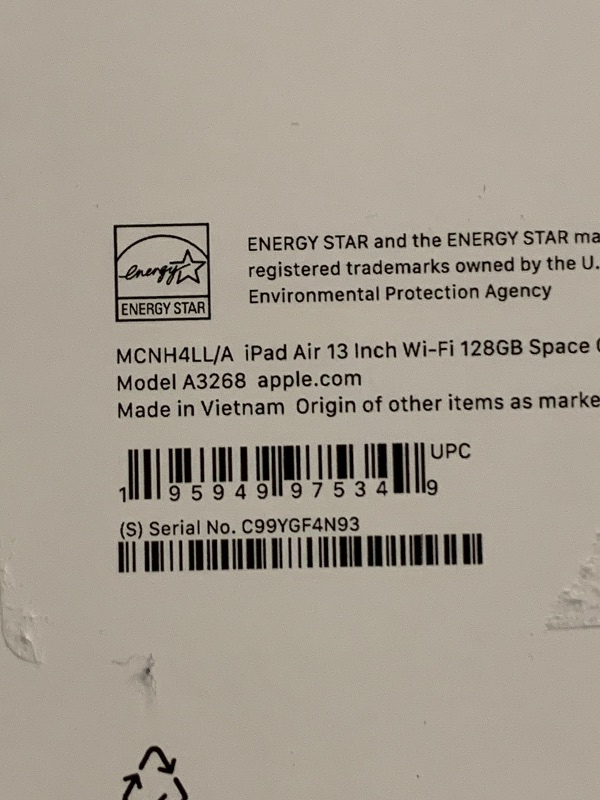 energy
ENERGY STAR
ENERGY STAR and the ENERGY STAR ma
registered trademarks owned by the U.
Environmental Protection Agency
MCNH4LL/A iPad Air 13 Inch Wi-Fi 128GB Space
Model A3268 apple.com
Made in Vietnam Origin of other items as marke
UPC
1 95949 97534 9
(S) Serial No. C99YGF4N93